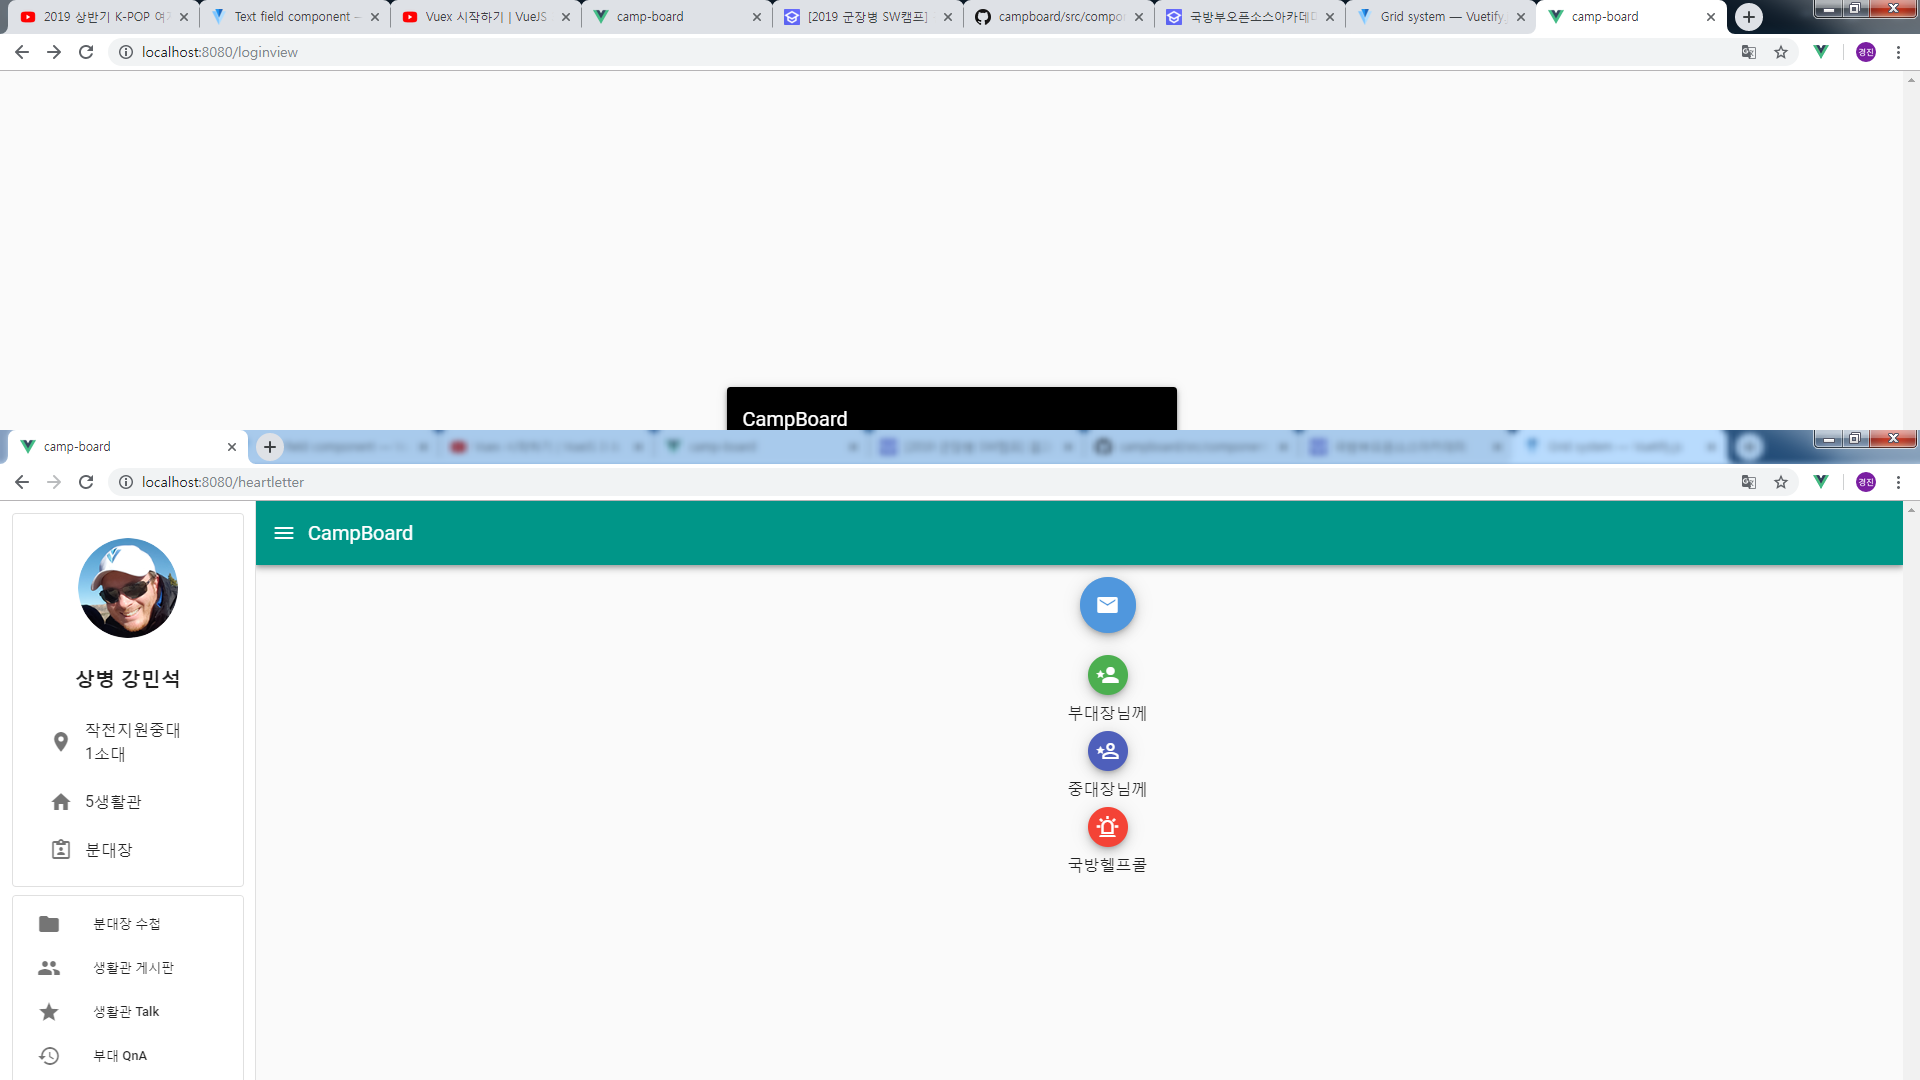 2019 상반기 K-POP 여
Text field component —
Vuex 시작하기 | VueJS
camp-board
[2019 군장병 SW캠프]
campboard/src/compo
국방부오픈소스아카데미
Grid system — Vuetify.
camp-board
localhost:8080/loginview
경진
CampBoard
camp-board
localhost:8080/heartletter
경진
CampBoard
상병 강민석
작전지원중대
1소대
5생활관
분대장
부대장님께
중대장님께
국방헬프콜
분대장 수첩
생활관 게시판
생활관 Talk
부대 QnA